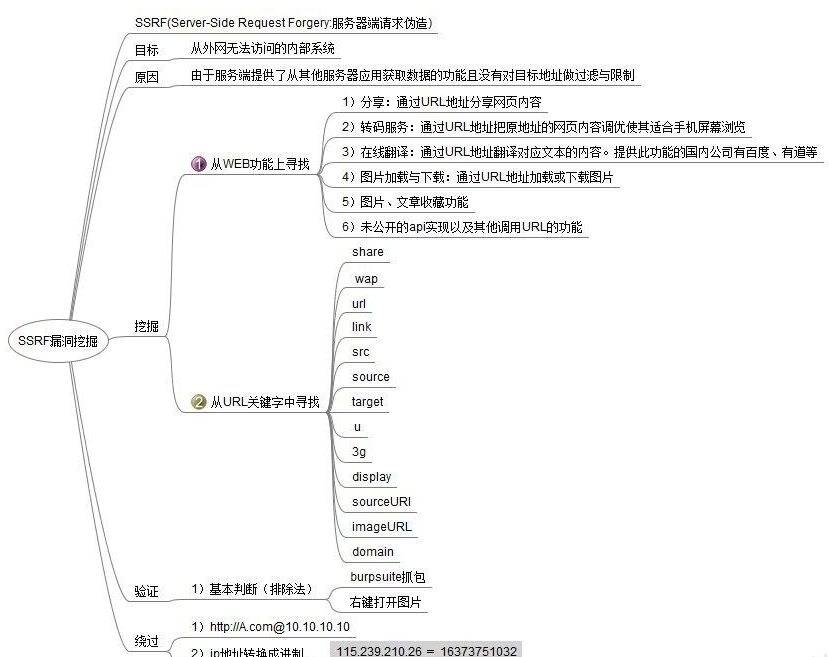 SSRF(Server-Side Request Forgery:服务器端请求伪造)
目标
从外网无法访问的内部系统
原因
由于服务端提供了从其他服务器应用获取数据的功能且没有对目标地址做过滤与限制
SSRF漏洞挖掘
挖掘
1 从WEB功能上寻找
1）分享：通过URL地址分享网页内容
2）转码服务：通过URL地址把原地址的网页内容调优使其适合手机屏幕浏览
3）在线翻译：通过URL地址翻译对应文本的内容。提供此功能的国内公司有百度、有道等
4）图片加载与下载：通过URL地址加载或下载图片
5）图片、文章收藏功能
6）未公开的api实现以及其他调用URL的功能
2 从URL关键字中寻找
share
wap
url
link
src
source
target
u
3g
display
sourceURl
imageURL
domain
验证
1）基本判断（排除法）
burpsuite抓包
右键打开图片
绕过
1）http://A.com@10.10.10.10
2）ip地址转换成进制
115.239.210.26 = 16373751032